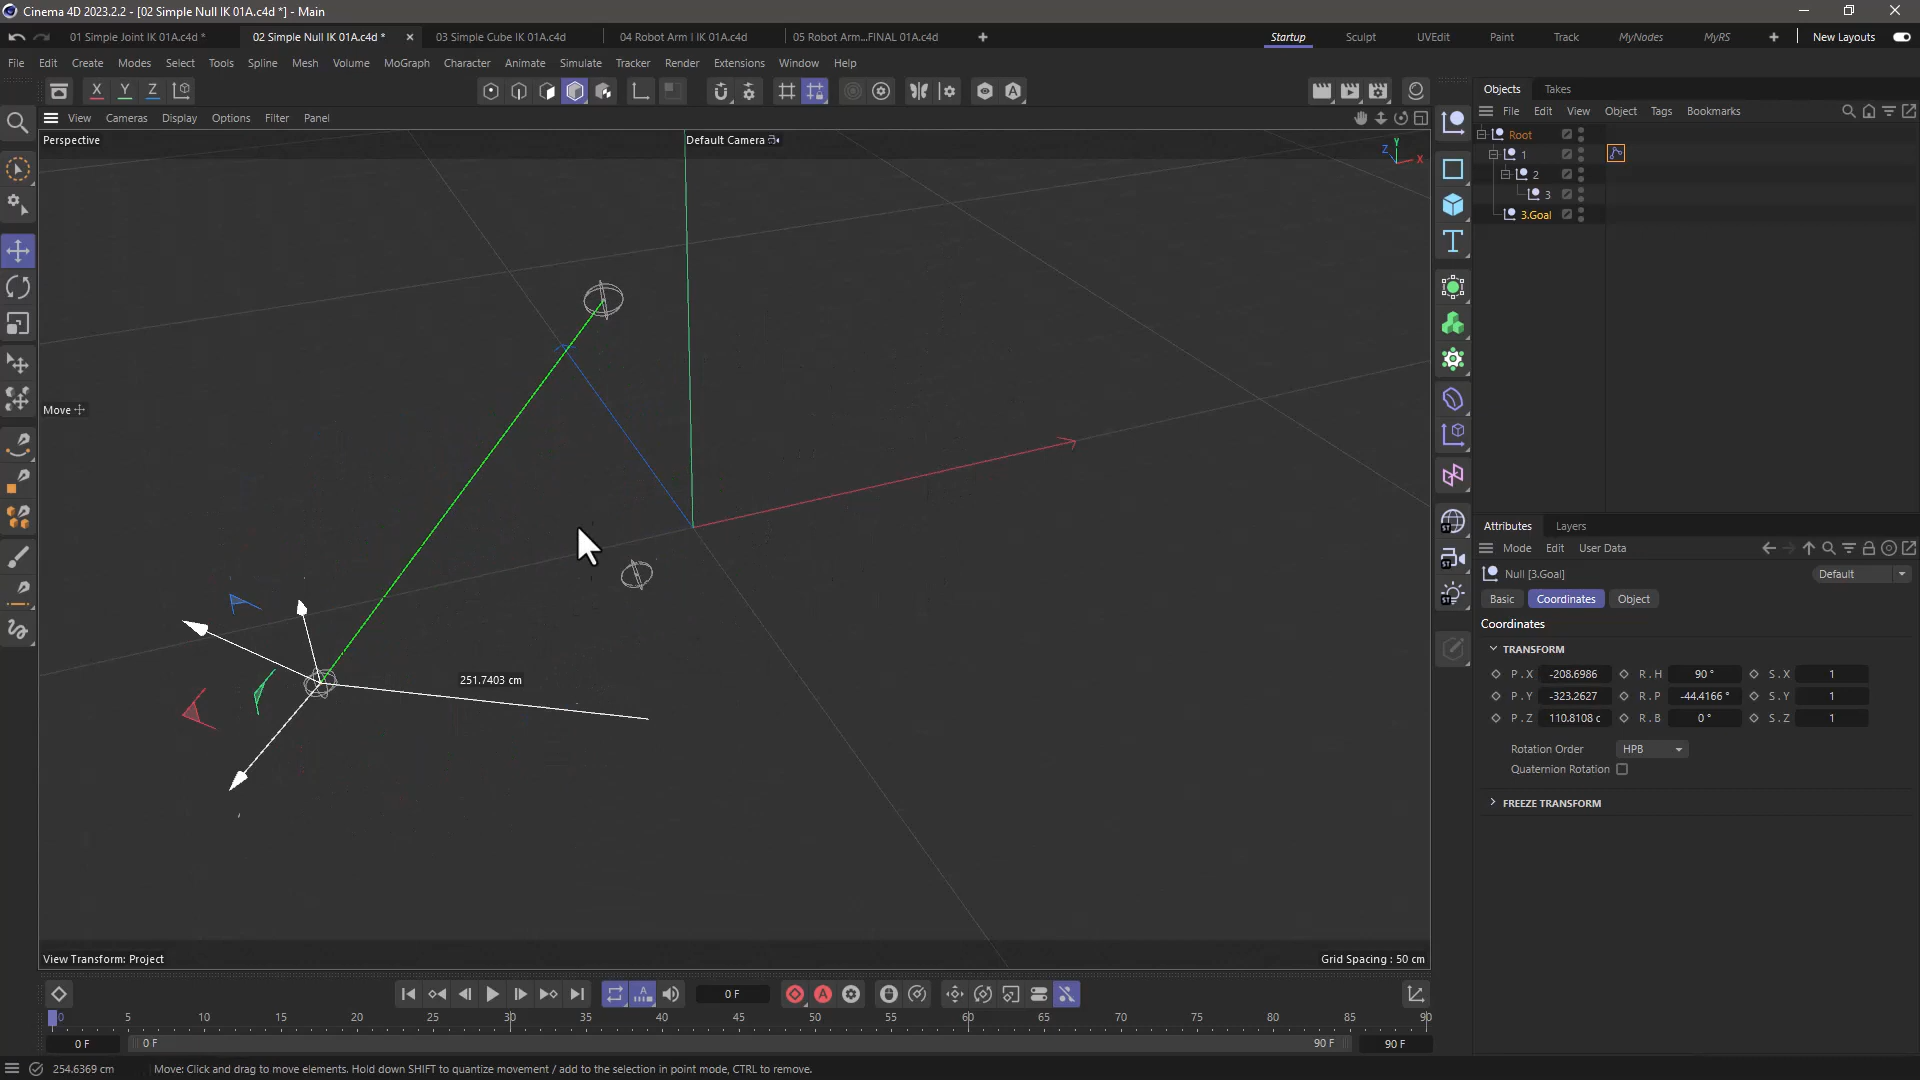 Cinema 4D 2023.2.2 - [02 Simple Null IK 01A.c4d *] - Main
01 Simple Joint IK 01A.c4d *
02 Simple Null IK 01A.c4d *
03 Simple Cube IK 01A.c4d
04 Robot Arm I IK 01A.c4d
05 Robot Arm...FINAL 01A.c4d
Startup Sculpt UVEdit Paint Track MyNodes MyRS New Layouts
File Edit Create Modes Select Tools Spline Mesh Volume MoGraph Character Animate Simulate Tracker Render Extensions Window Help
X Y Z
Objects Takes
View Cameras Display Options Filter Panel
File Edit View Object Tags Bookmarks
Perspective
Default Camera
Y
Z
X
Root
1
2
3
3.Goal
Move
251.7403 cm
View Transform: Project
Grid Spacing : 50 cm
Attributes Layers
Mode Edit User Data
Null [3.Goal]
Default
Basic Coordinates Object
Coordinates
TRANSFORM
P . X -208.6986 R . H 90 ° S . X 1
P . Y -323.2627 R . P -44.4166 ° S . Y 1
P . Z 110.8108 c R . B 0 ° S . Z 1
Rotation Order HPB
Quaternion Rotation
FREEZE TRANSFORM
T
ST
ST
ST
0 F
0 5 10 15 20 25 30 35 40 45 50 55 60 65 70 75 80 85 90
0 F 0 F 90 F 90 F
254.6369 cm
Move: Click and drag to move elements. Hold down SHIFT to quantize movement / add to the selection in point mode, CTRL to remove.